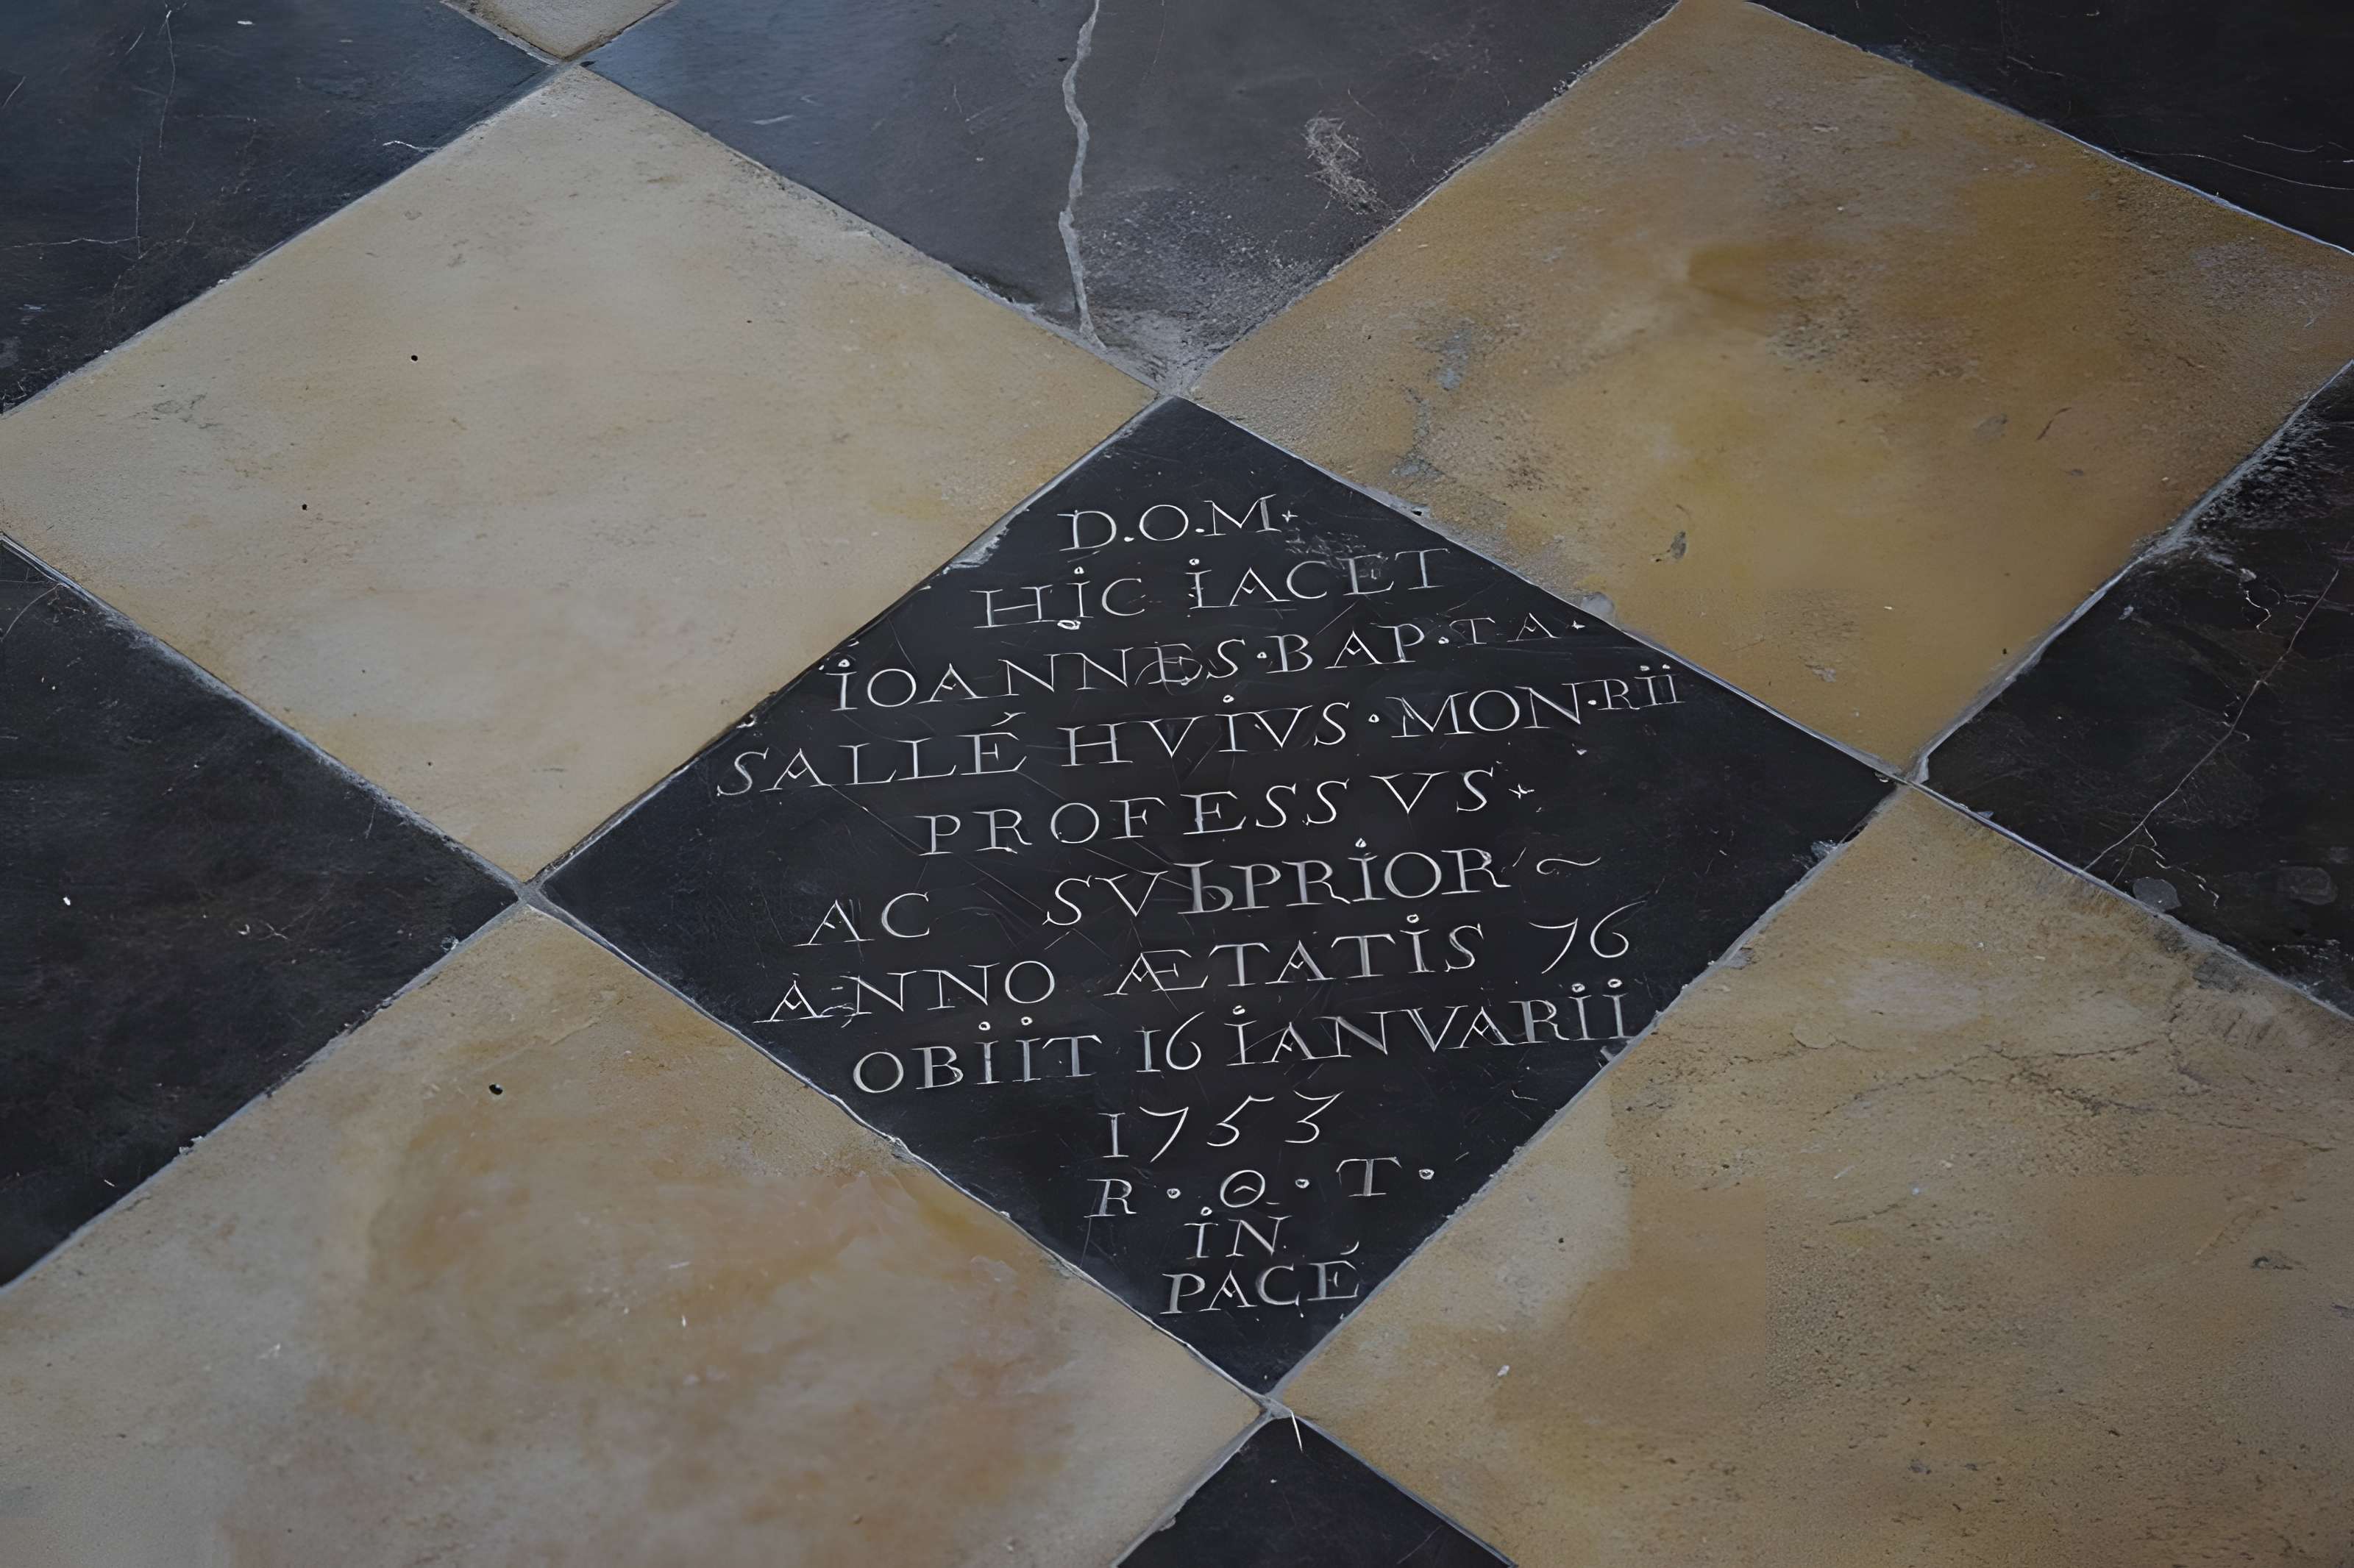 D.O.M.
HIC IACET
IOANNES·BAP·TA·
SALLÉ HVIVS·MON·RII
PROFESSVS·
AC SVbPRIOR ~
ANNO ÆTATIS 76
OBIIT 16 IANVARII
1753
R·Q·T·
IN
PACÉ